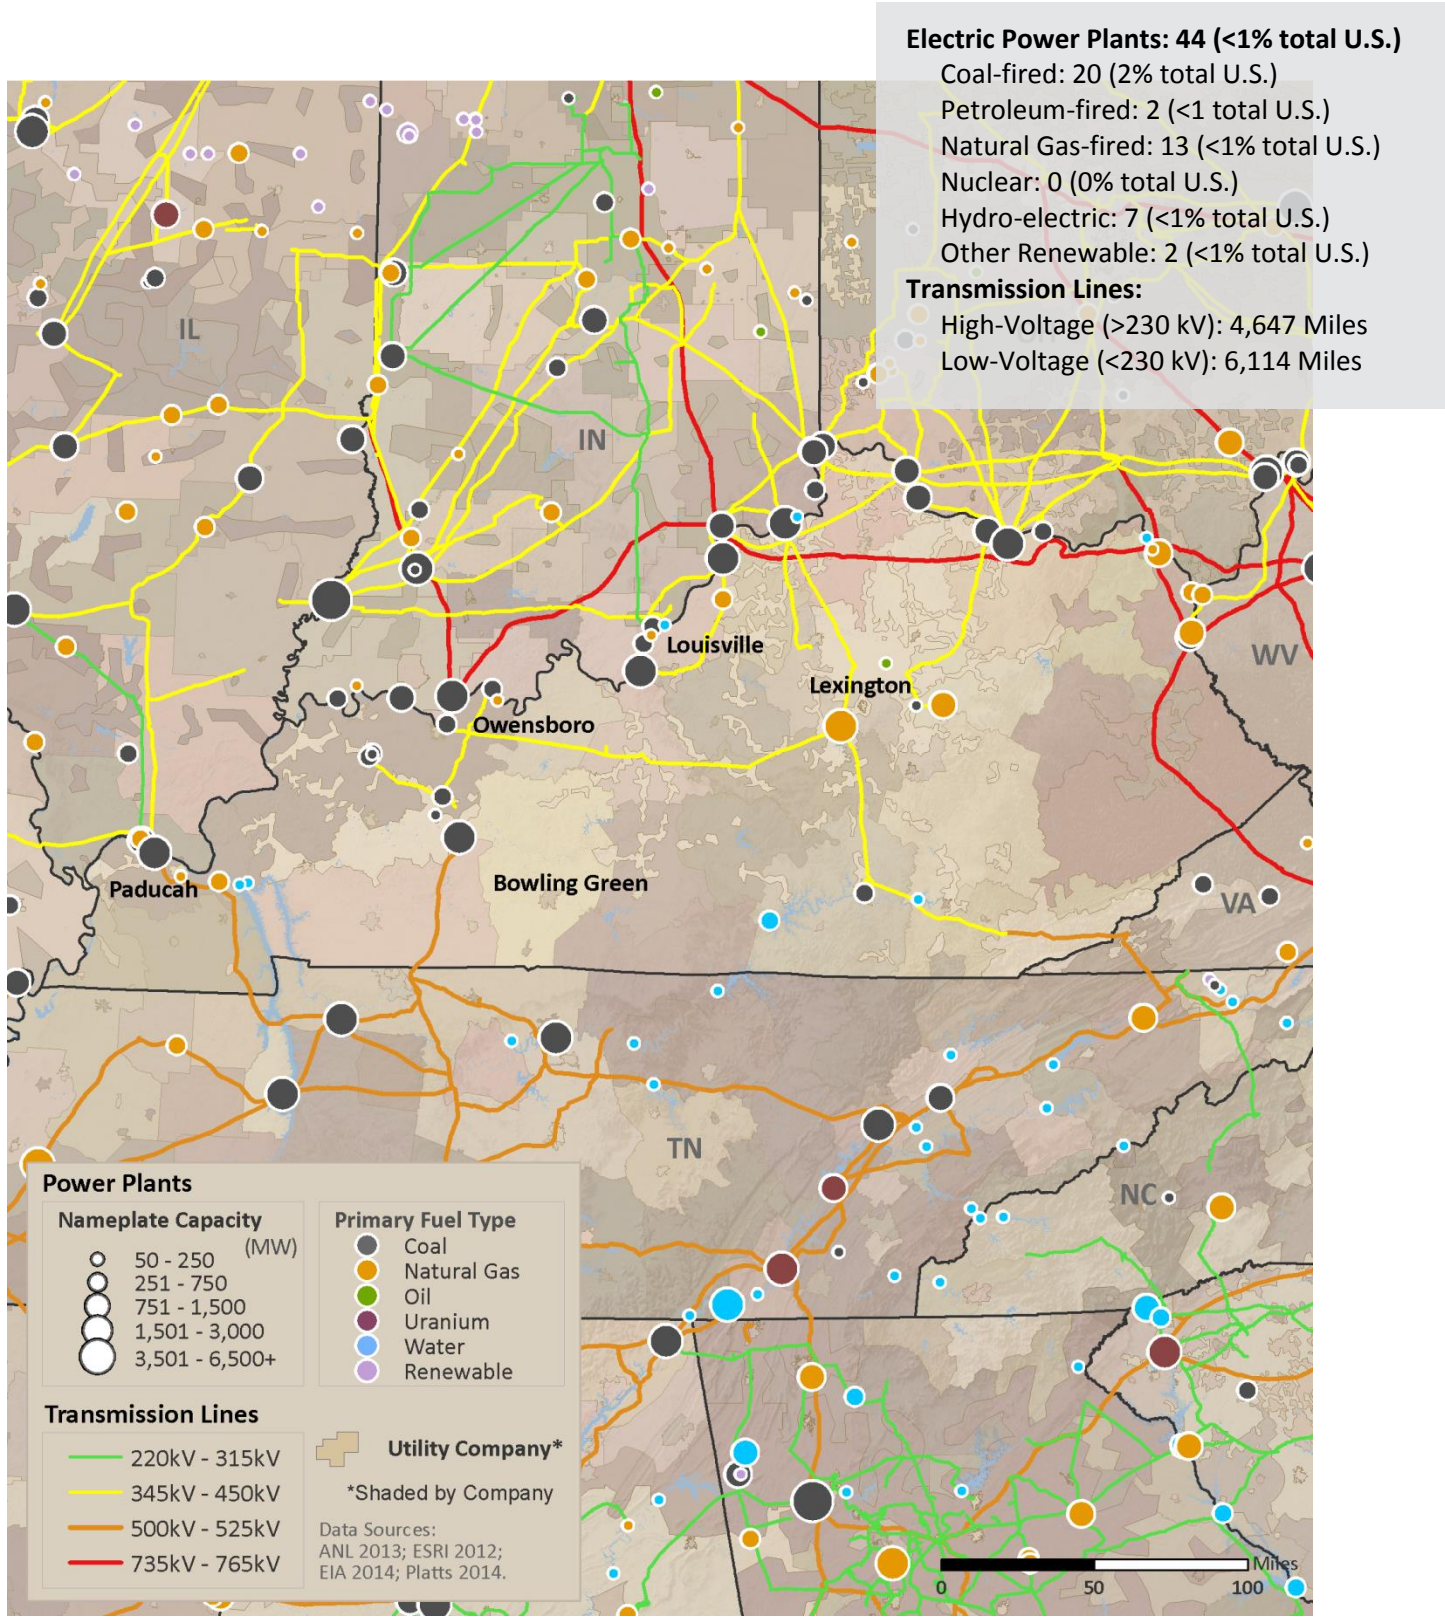 Electric Power Plants: 44 (<1% total U.S.)
Coal-fired: 20 (2% total U.S.)
Petroleum-fired: 2 (<1 total U.S.)
Natural Gas-fired: 13 (<1% total U.S.)
Nuclear: 0 (0% total U.S.)
Hydro-electric: 7 (<1% total U.S.)
Other Renewable: 2 (<1% total U.S.)
Transmission Lines:
High-Voltage (>230 kV): 4,647 Miles
Low-Voltage (<230 kV): 6,114 Miles
IL
IN
OH
Louisville
WV
Lexington
Owensboro
Paducah
Bowling Green
VA
TN
NC
Power Plants
Nameplate Capacity
(MW)
50 - 250
251 - 750
751 - 1,500
1,501 - 3,000
3,501 - 6,500+
Primary Fuel Type
Coal
Natural Gas
Oil
Uranium
Water
Renewable
Transmission Lines
220kV - 315kV
345kV - 450kV
500kV - 525kV
735kV - 765kV
Utility Company*
*Shaded by Company
Data Sources:
ANL 2013; ESRI 2012;
EIA 2014; Platts 2014.
Miles
0 50 100